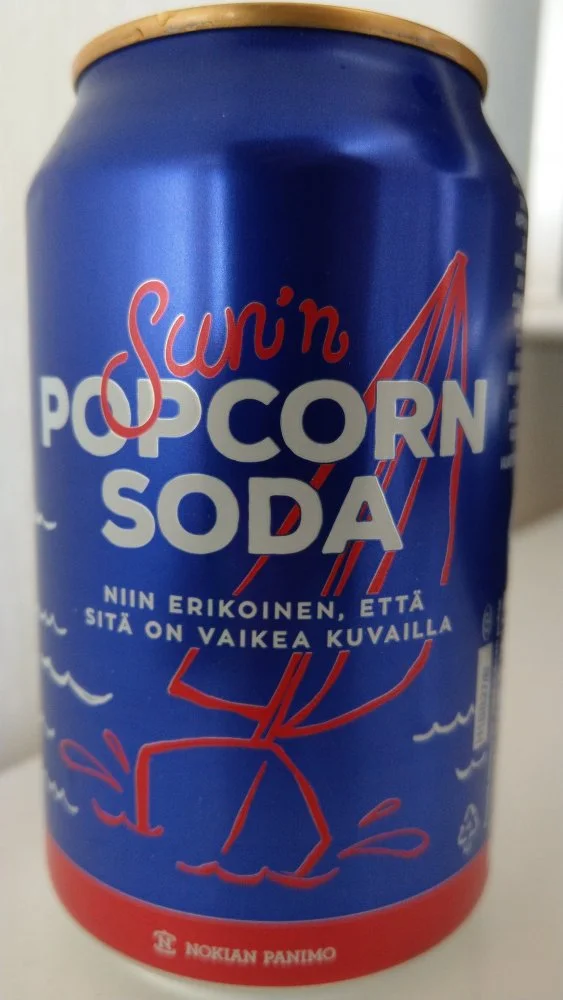 Sun'n
POPCORN
SODA
NIIN ERIKOINEN, ETTÄ
SITÄ ON VAIKEA KUVAILLA
NOKIAN PANIMO